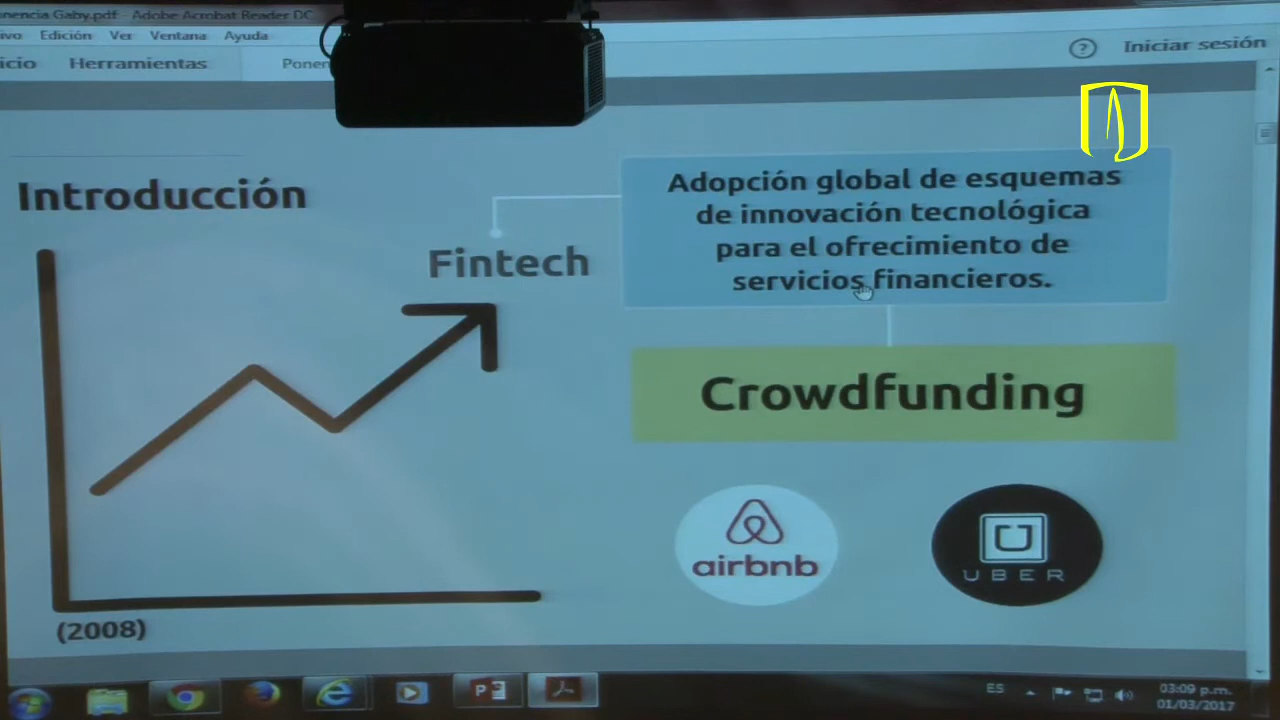 nencia Gaby.pdf - Adobe Acrobat Reader DC
ivo Edición Ver Ventana Ayuda
icio Herramientas Ponen
Iniciar sesión
Introducción
Fintech
Adopción global de esquemas
de innovación tecnológica
para el ofrecimiento de
servicios financieros.
Crowdfunding
airbnb
UBER
(2008)
ES
03:09 p.m.
01/03/2017